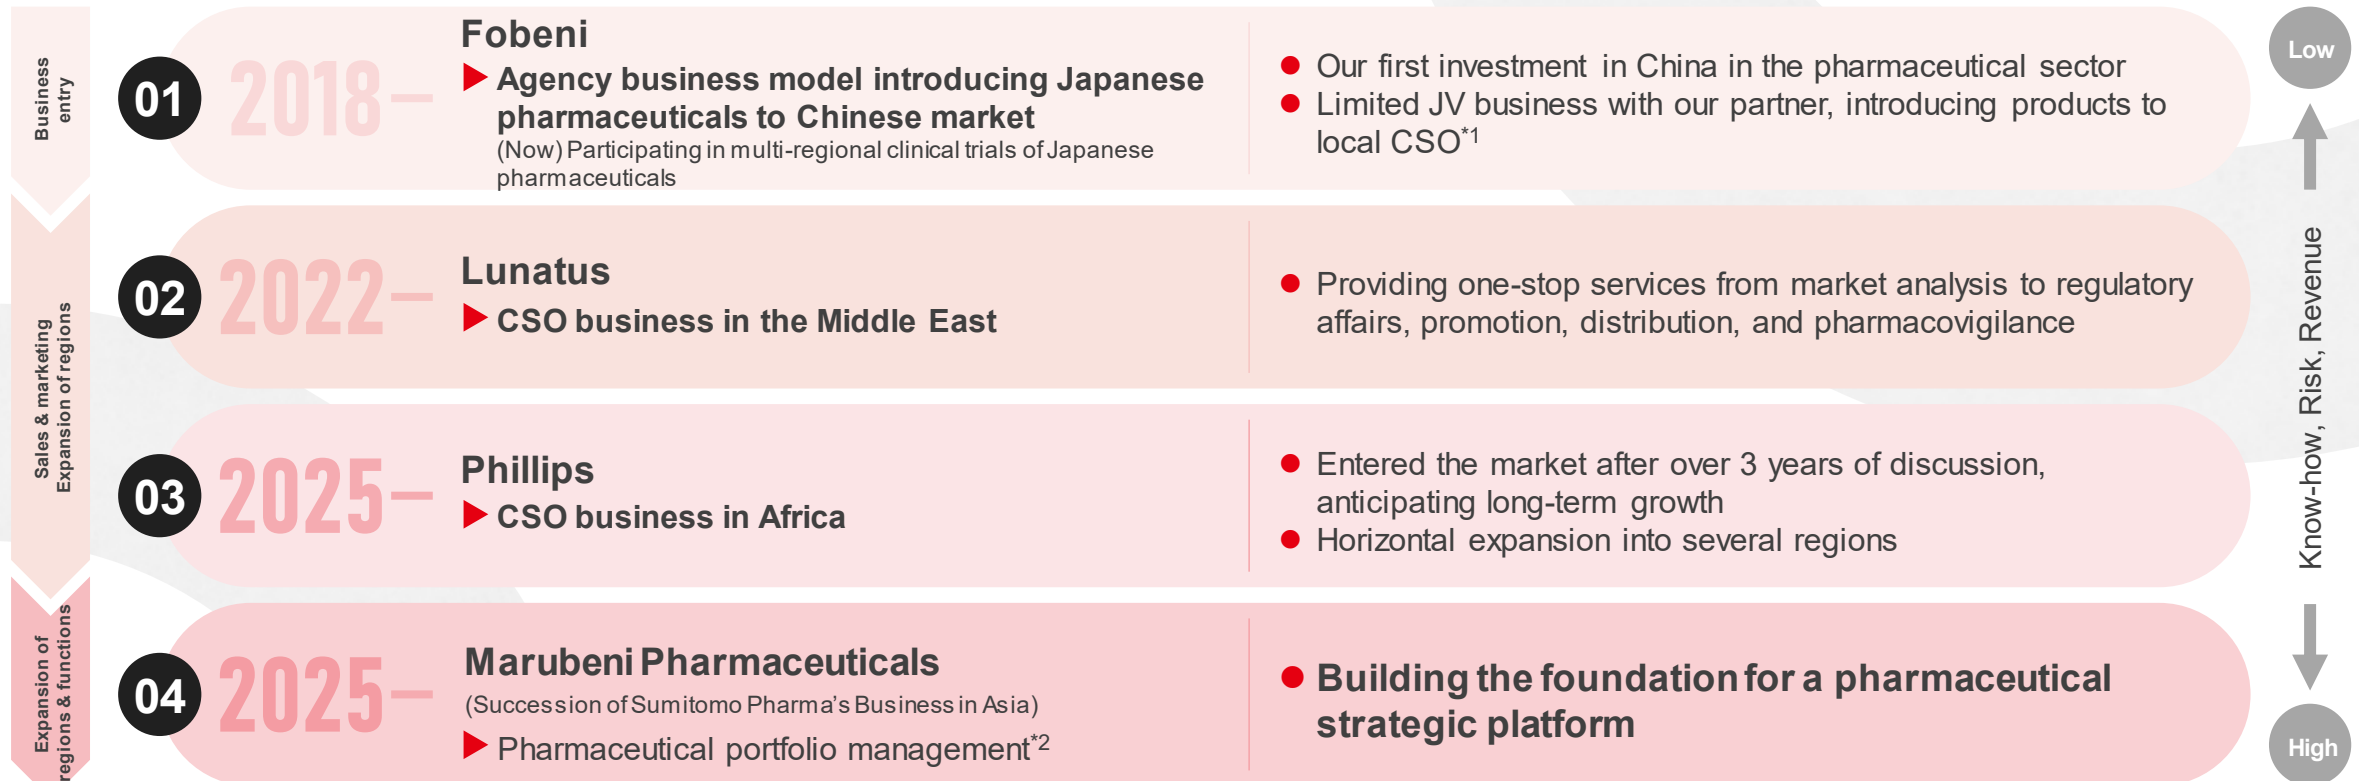 Business
entry
01
2018–
Fobeni
Agency business model introducing Japanese
pharmaceuticals to Chinese market
(Now) Participating in multi-regional clinical trials of Japanese
pharmaceuticals
Our first investment in China in the pharmaceutical sector
Limited JV business with our partner, introducing products to
local CSO*1
Low
Sales & marketing
Expansion of regions
02
2022–
Lunatus
CSO business in the Middle East
Providing one-stop services from market analysis to regulatory
affairs, promotion, distribution, and pharmacovigilance
Know-how, Risk, Revenue
03
2025–
Phillips
CSO business in Africa
Entered the market after over 3 years of discussion,
anticipating long-term growth
Horizontal expansion into several regions
Expansion of
regions & functions
04
2025–
Marubeni Pharmaceuticals
(Succession of Sumitomo Pharma's Business in Asia)
Pharmaceutical portfolio management*2
Building the foundation for a pharmaceutical
strategic platform
High